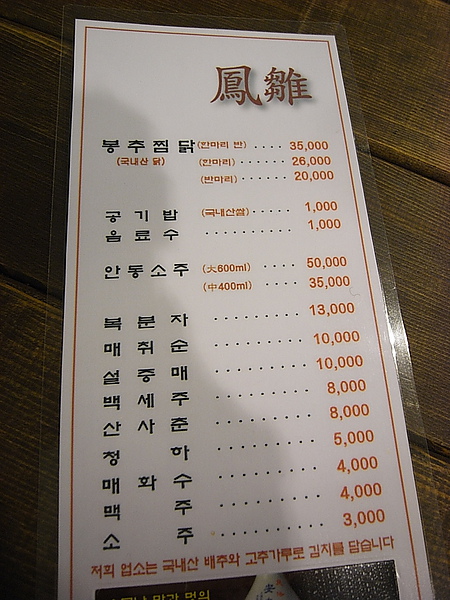 鳳雛
봉추찜닭 (한마리 반) ···· 35,000
(국내산 닭) (한마리) ······ 26,000
(반마리) ······ 20,000
공기밥 (국내산쌀) ······ 1,000
음료수 ·········· 1,000
안동소주 (大600ml) ···· 50,000
(中400ml) ···· 35,000
복분자 ········· 13,000
매취순 ········· 10,000
설중매 ········· 10,000
백세주 ·········· 8,000
산사춘 ·········· 8,000
청하 ·········· 5,000
매화수 ·········· 4,000
맥주 ·········· 4,000
소주 ·········· 3,000
저희 업소는 국내산 배추와 고추가루로 김치를 담습니다